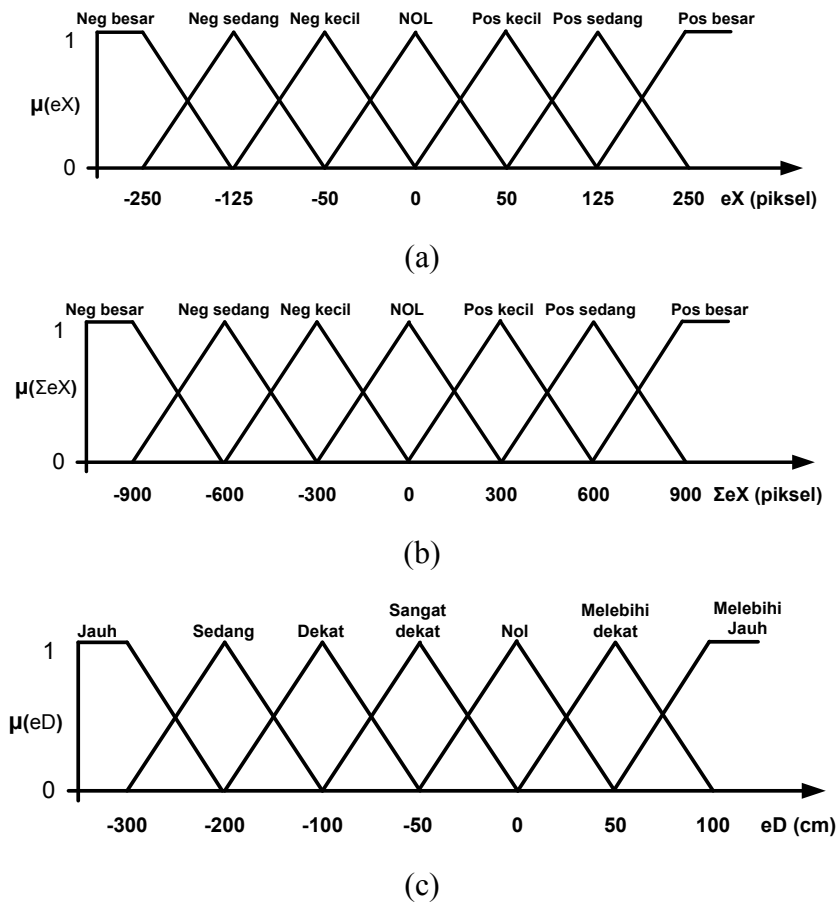 Neg besar Neg sedang Neg kecil NOL Pos kecil Pos sedang Pos besar
1
µ(eX)
0
-250 -125 -50 0 50 125 250 eX (piksel)
(a)
Neg besar Neg sedang Neg kecil NOL Pos kecil Pos sedang Pos besar
1
µ(ΣeX)
0
-900 -600 -300 0 300 600 900 ΣeX (piksel)
(b)
Jauh Sedang Dekat Sangat dekat Nol Melebihi dekat Melebihi Jauh
1
µ(eD)
0
-300 -200 -100 -50 0 50 100 eD (cm)
(c)